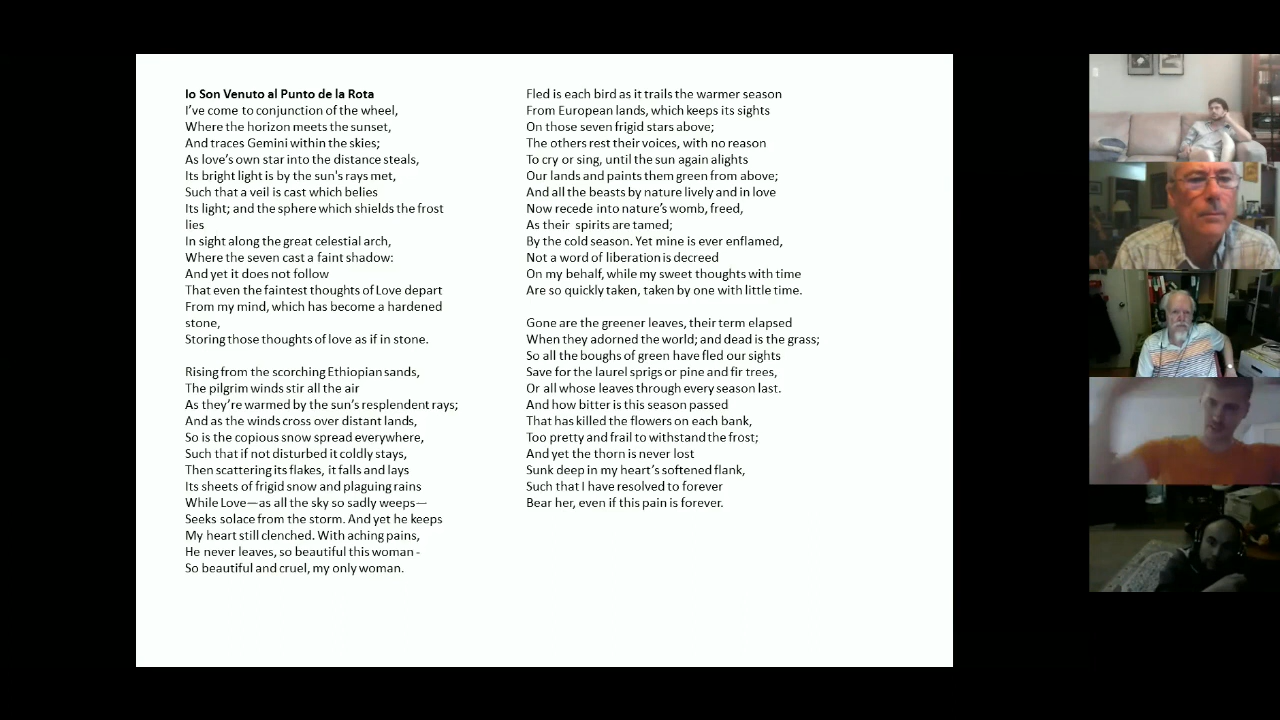 Io Son Venuto al Punto de la Rota
I've come to conjunction of the wheel,
Where the horizon meets the sunset,
And traces Gemini within the skies;
As love's own star into the distance steals,
Its bright light is by the sun's rays met,
Such that a veil is cast which belies
Its light; and the sphere which shields the frost
lies
In sight along the great celestial arch,
Where the seven cast a faint shadow:
And yet it does not follow
That even the faintest thoughts of Love depart
From my mind, which has become a hardened
stone,
Storing those thoughts of love as if in stone.
Rising from the scorching Ethiopian sands,
The pilgrim winds stir all the air
As they're warmed by the sun's resplendent rays;
And as the winds cross over distant lands,
So is the copious snow spread everywhere,
Such that if not disturbed it coldly stays,
Then scattering its flakes, it falls and lays
Its sheets of frigid snow and plaguing rains
While Love—as all the sky so sadly weeps—
Seeks solace from the storm. And yet he keeps
My heart still clenched. With aching pains,
He never leaves, so beautiful this woman -
So beautiful and cruel, my only woman.
Fled is each bird as it trails the warmer season
From European lands, which keeps its sights
On those seven frigid stars above;
The others rest their voices, with no reason
To cry or sing, until the sun again alights
Our lands and paints them green from above;
And all the beasts by nature lively and in love
Now recede into nature's womb, freed,
As their spirits are tamed;
By the cold season. Yet mine is ever enflamed,
Not a word of liberation is decreed
On my behalf, while my sweet thoughts with time
Are so quickly taken, taken by one with little time.
Gone are the greener leaves, their term elapsed
When they adorned the world; and dead is the grass;
So all the boughs of green have fled our sights
Save for the laurel sprigs or pine and fir trees,
Or all whose leaves through every season last.
And how bitter is this season passed
That has killed the flowers on each bank,
Too pretty and frail to withstand the frost;
And yet the thorn is never lost
Sunk deep in my heart's softened flank,
Such that I have resolved to forever
Bear her, even if this pain is forever.